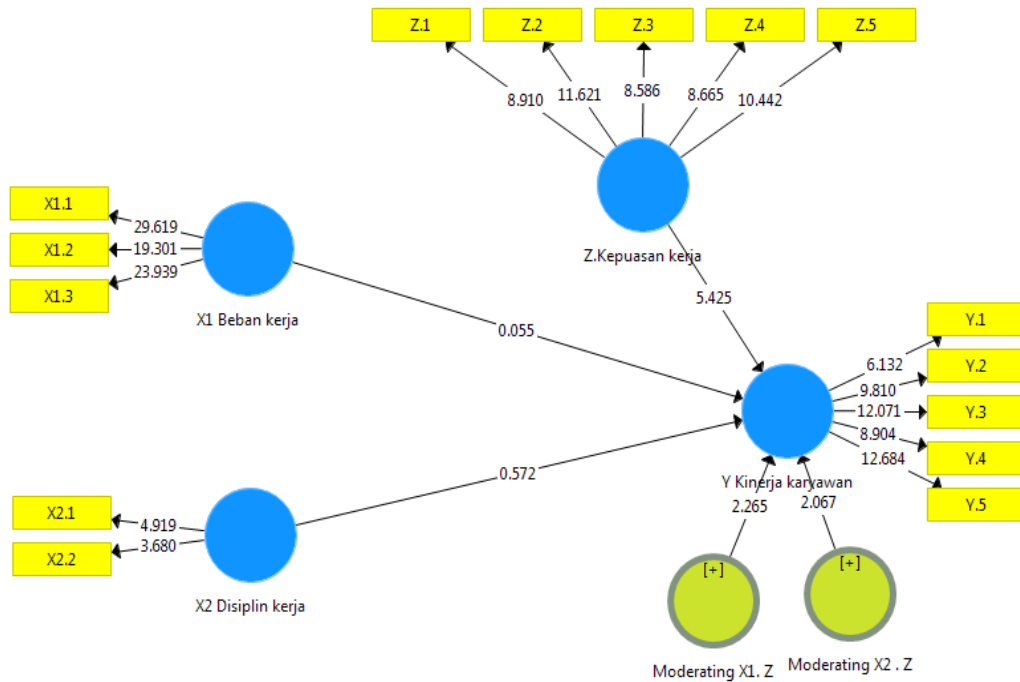 Z.1
Z.2
Z.3
Z.4
Z.5
8.910
11.621
8.586
8.665
10.442
Z.Kepuasan kerja
5.425
X1.1
X1.2
X1.3
29.619
19.301
23.939
X1 Beban kerja
0.055
Y.1
Y.2
Y.3
Y.4
Y.5
6.132
9.810
12.071
8.904
12.684
Y Kinerja karyawan
X2.1
X2.2
4.919
3.680
X2 Disiplin kerja
0.572
2.265
2.067
[+]
[+]
Moderating X1. Z
Moderating X2 . Z